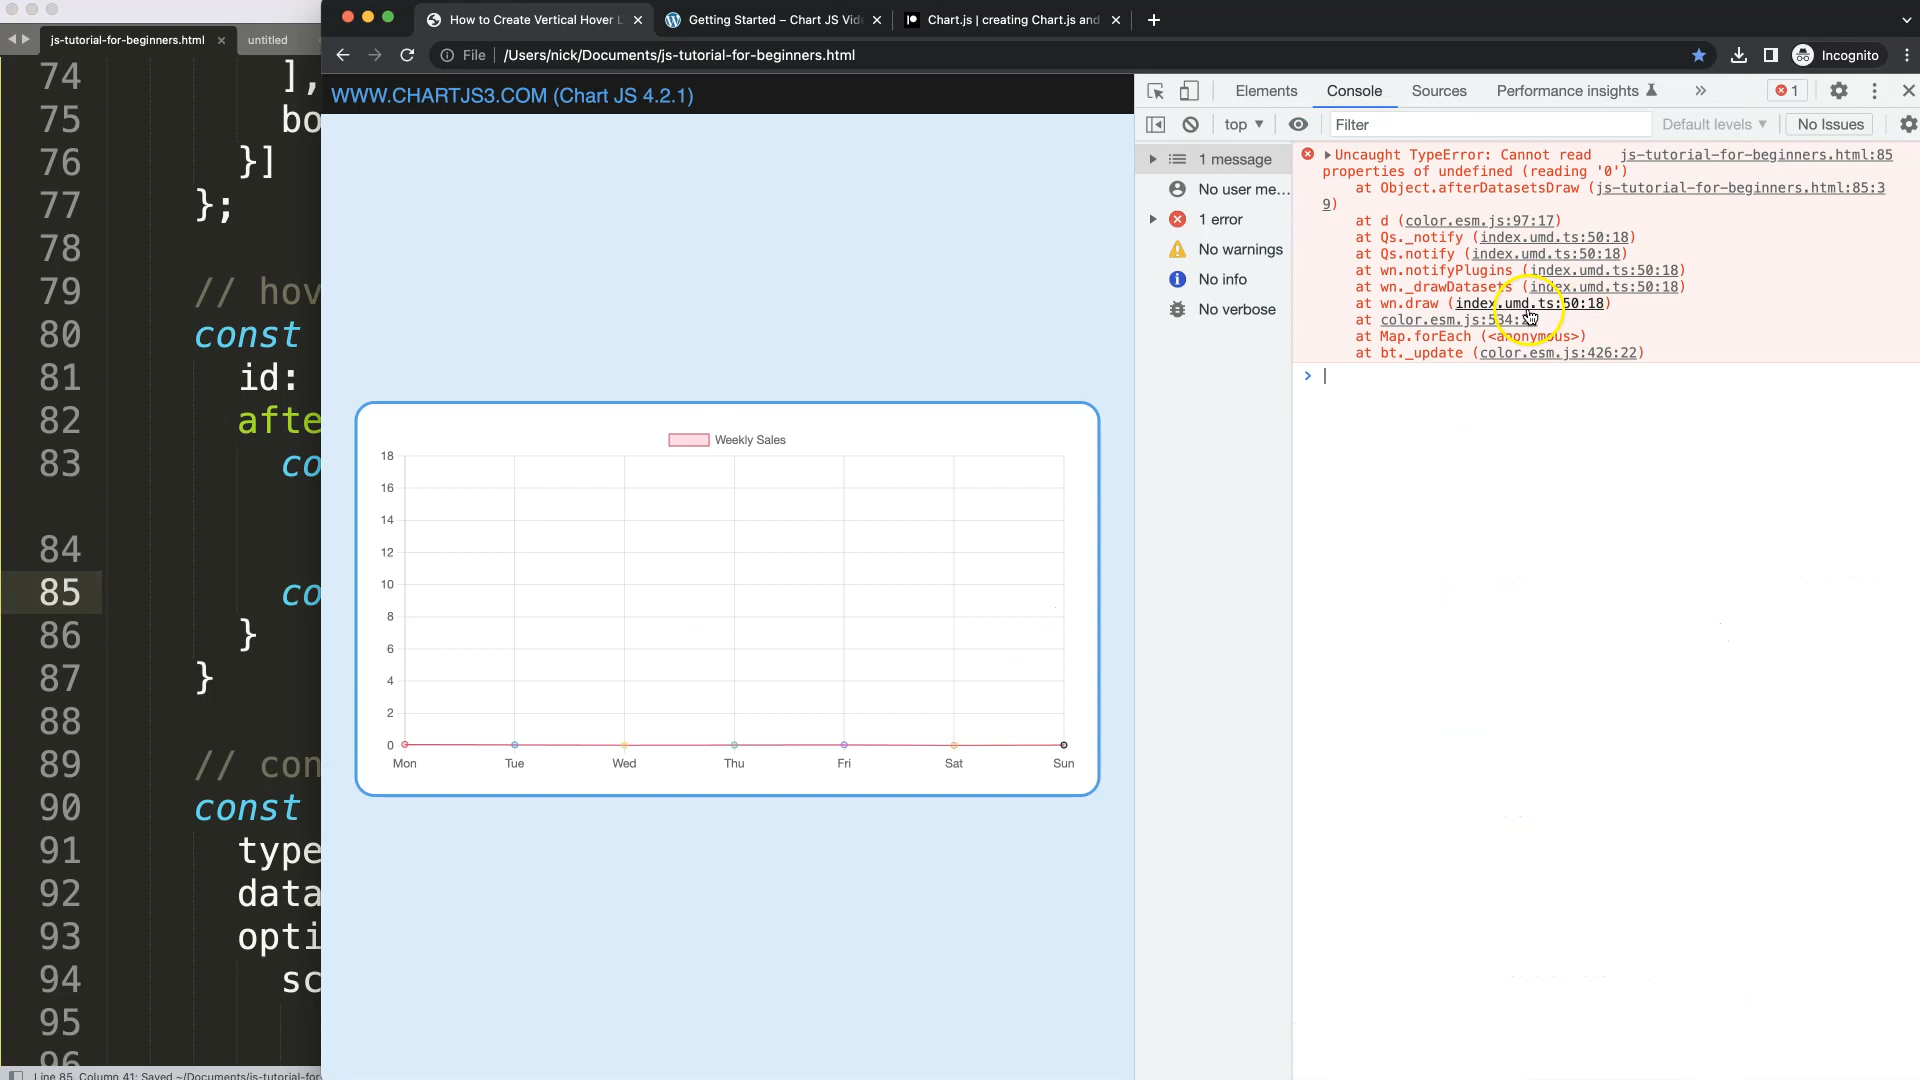 js-tutorial-for-beginners.html
untitled
How to Create Vertical Hover L
Getting Started – Chart JS Vid
Chart.js | creating Chart.js and
File
/Users/nick/Documents/js-tutorial-for-beginners.html
Incognito
74 ],
75 bo
76 }]
77 };
78
79 // hov
80 const
81 id:
82 afte
83 co
84
85 co
86 }
87 }
88
89 // con
90 const
91 type
92 data
93 opti
94 sc
95
96
Line 85, Column 41; Saved ~/Documents/js-tutorial-for
WWW.CHARTJS3.COM (Chart JS 4.2.1)
Weekly Sales
18
16
14
12
10
8
6
4
2
0
Mon Tue Wed Thu Fri Sat Sun
Elements Console Sources Performance insights » 1
top Filter Default levels No Issues
1 message
No user me...
1 error
No warnings
No info
No verbose
Uncaught TypeError: Cannot read js-tutorial-for-beginners.html:85
properties of undefined (reading '0')
at Object.afterDatasetsDraw (js-tutorial-for-beginners.html:85:3
9)
at d (color.esm.js:97:17)
at Qs._notify (index.umd.ts:50:18)
at Qs.notify (index.umd.ts:50:18)
at wn.notifyPlugins (index.umd.ts:50:18)
at wn._drawDatasets (index.umd.ts:50:18)
at wn.draw (index.umd.ts:50:18)
at color.esm.js:534:
at Map.forEach (<anonymous>)
at bt._update (color.esm.js:426:22)